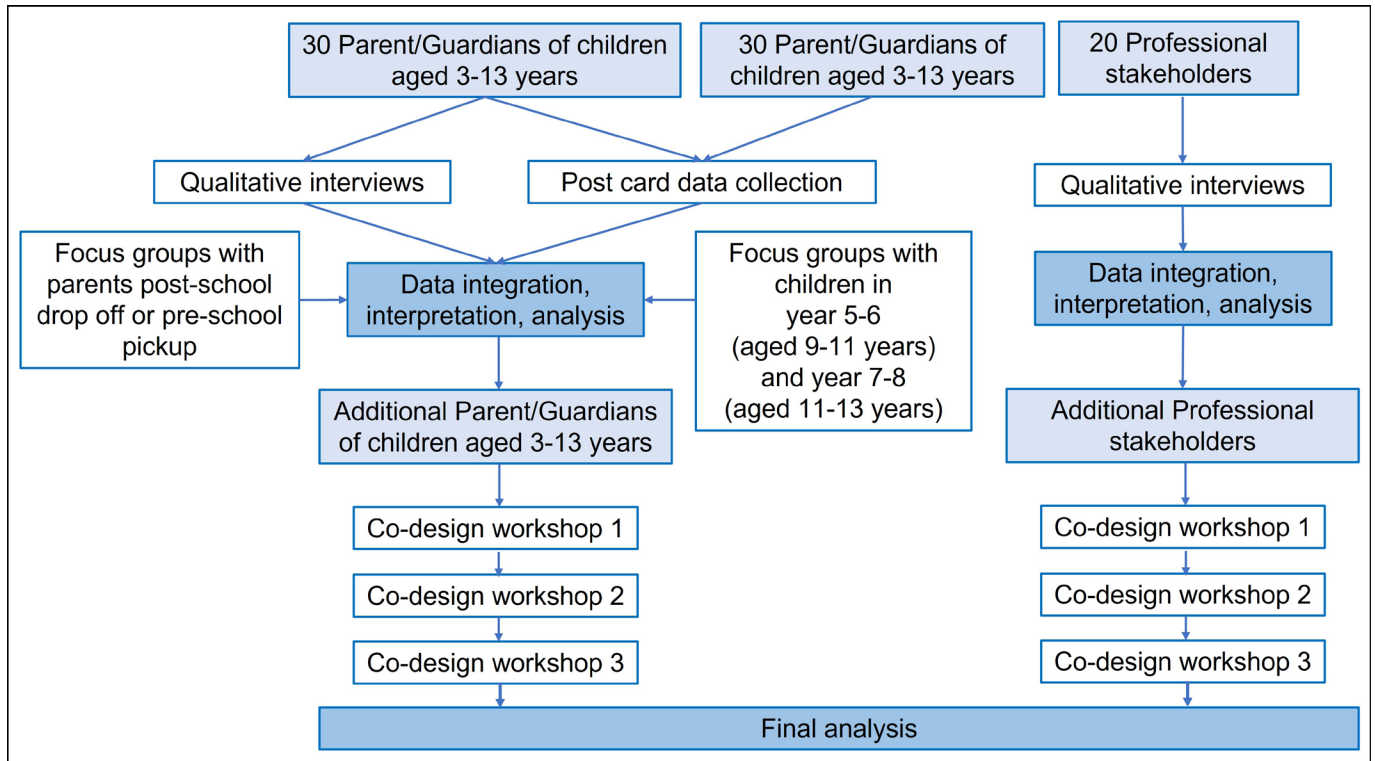 30 Parent/Guardians of children
aged 3-13 years
30 Parent/Guardians of
children aged 3-13 years
20 Professional
stakeholders
Qualitative interviews
Post card data collection
Qualitative interviews
Focus groups with
parents post-school
drop off or pre-school
pickup
Data integration,
interpretation, analysis
Focus groups with
children in
year 5-6
(aged 9-11 years)
and year 7-8
(aged 11-13 years)
Data integration,
interpretation, analysis
Additional Parent/Guardians
of children aged 3-13 years
Additional Professional
stakeholders
Co-design workshop 1
Co-design workshop 1
Co-design workshop 2
Co-design workshop 2
Co-design workshop 3
Co-design workshop 3
Final analysis